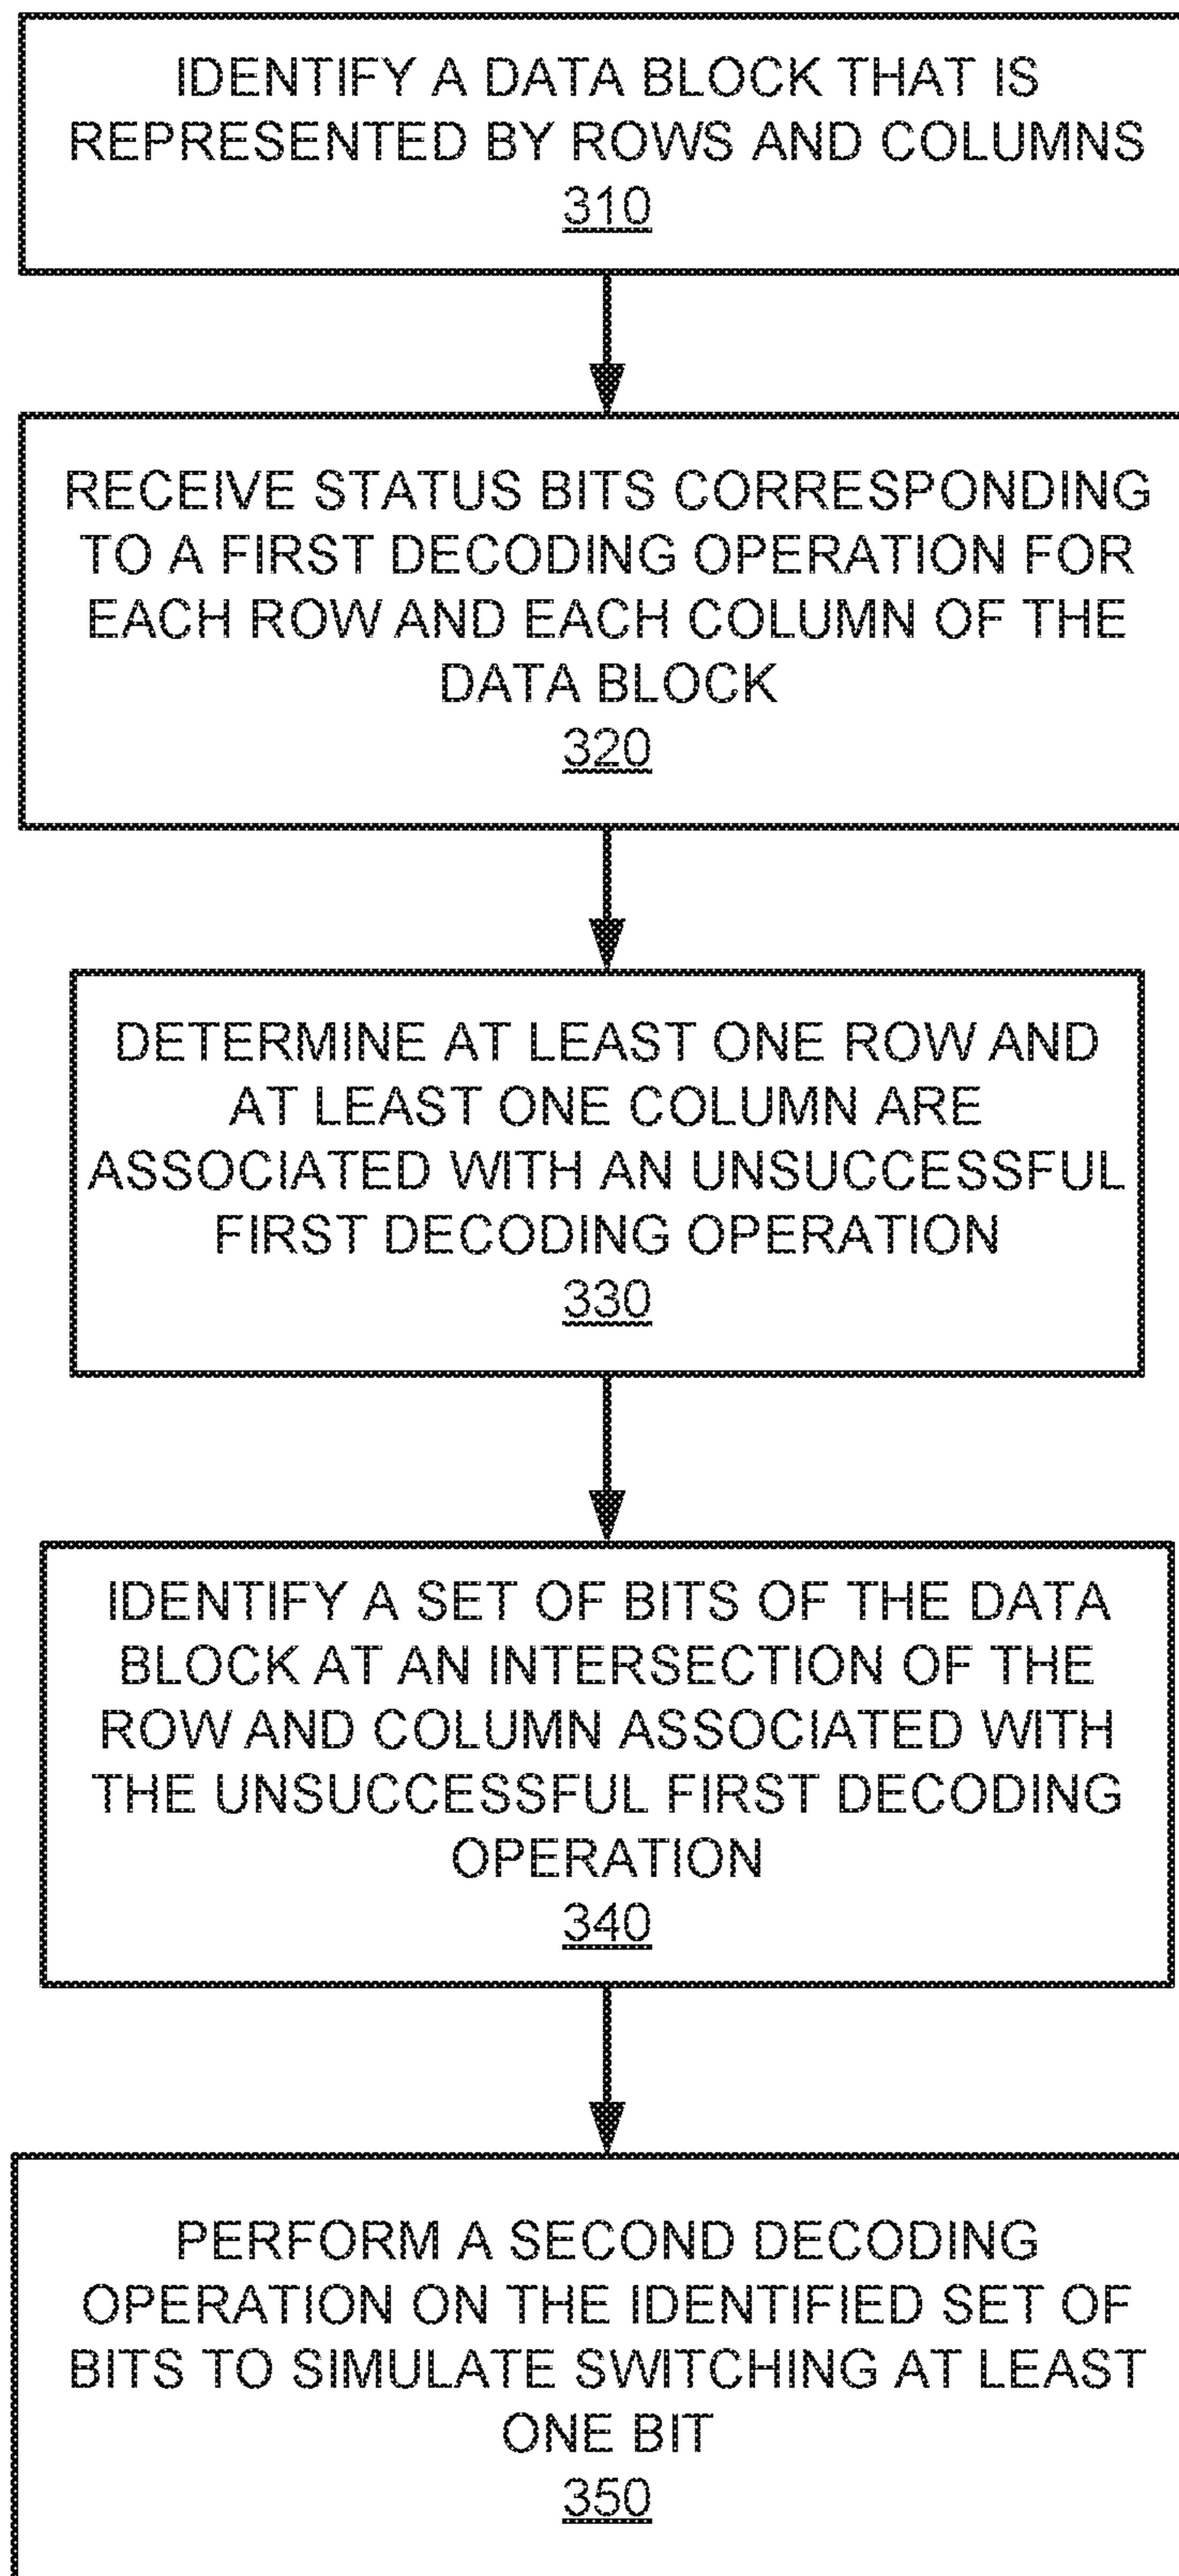 IDENTIFY A DATA BLOCK THAT IS
REPRESENTED BY ROWS AND COLUMNS
310
RECEIVE STATUS BITS CORRESPONDING
TO A FIRST DECODING OPERATION FOR
EACH ROW AND EACH COLUMN OF THE
DATA BLOCK
320
DETERMINE AT LEAST ONE ROW AND
AT LEAST ONE COLUMN ARE
ASSOCIATED WITH AN UNSUCCESSFUL
FIRST DECODING OPERATION
330
IDENTIFY A SET OF BITS OF THE DATA
BLOCK AT AN INTERSECTION OF THE
ROW AND COLUMN ASSOCIATED WITH
THE UNSUCCESSFUL FIRST DECODING
OPERATION
340
PERFORM A SECOND DECODING
OPERATION ON THE IDENTIFIED SET OF
BITS TO SIMULATE SWITCHING AT LEAST
ONE BIT
350